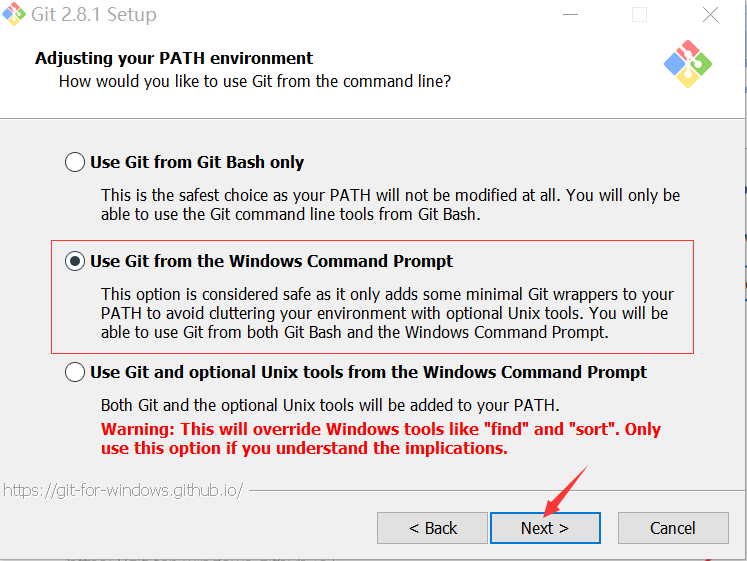 Git 2.8.1 Setup
Adjusting your PATH environment
How would you like to use Git from the command line?
Use Git from Git Bash only
This is the safest choice as your PATH will not be modified at all. You will only be
able to use the Git command line tools from Git Bash.
Use Git from the Windows Command Prompt
This option is considered safe as it only adds some minimal Git wrappers to your
PATH to avoid cluttering your environment with optional Unix tools. You will be
able to use Git from both Git Bash and the Windows Command Prompt.
Use Git and optional Unix tools from the Windows Command Prompt
Both Git and the optional Unix tools will be added to your PATH.
Warning: This will override Windows tools like "find" and "sort". Only
use this option if you understand the implications.
https://git-for-windows.github.io/
< Back Next > Cancel